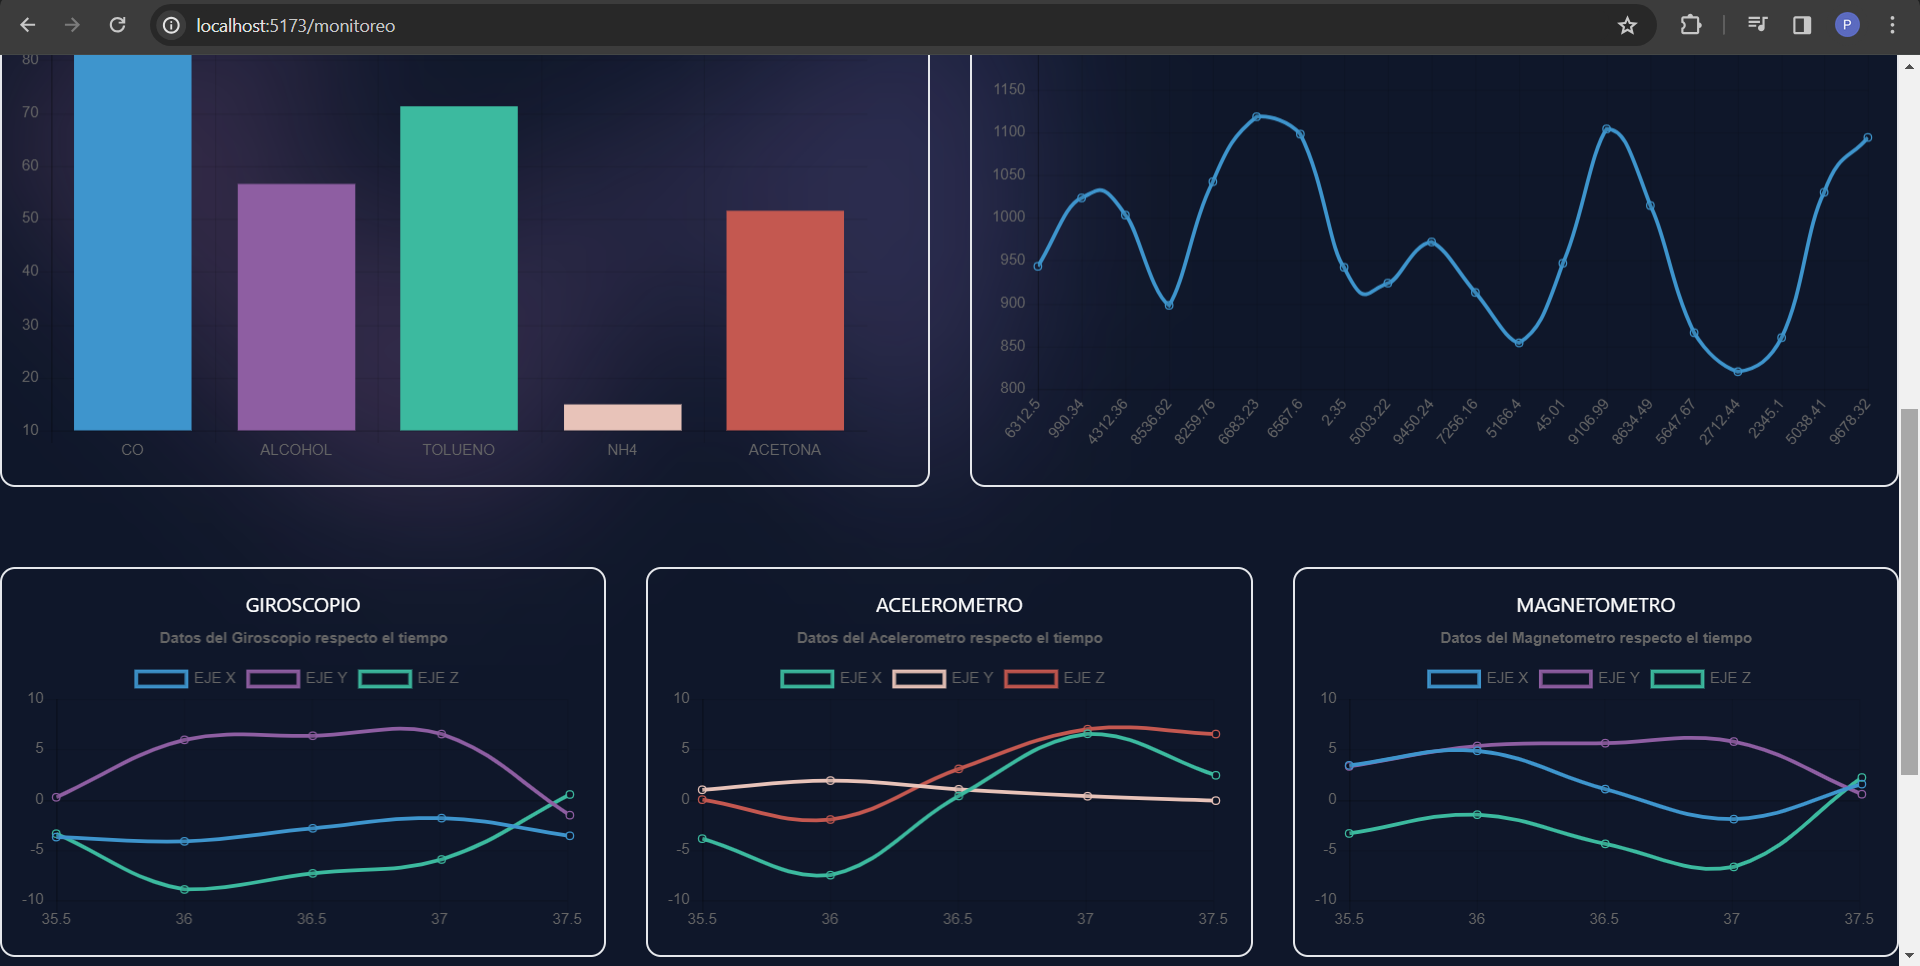 localhost:5173/monitoreo
P
80
70
60
50
40
30
20
10
CO ALCOHOL TOLUENO NH4 ACETONA
1150
1100
1050
1000
950
900
850
800
6312.5 990.34 4312.36 8536.62 8259.76 6683.23 6567.6 2.35 5003.22 9450.24 7256.16 5166.4 45.01 9106.99 8634.49 5647.67 2712.44 2345.1 5038.41 9678.32
GIROSCOPIO
Datos del Giroscopio respecto el tiempo
EJE X EJE Y EJE Z
10
5
0
-5
-10
35.5 36 36.5 37 37.5
ACELEROMETRO
Datos del Acelerometro respecto el tiempo
EJE X EJE Y EJE Z
10
5
0
-5
-10
35.5 36 36.5 37 37.5
MAGNETOMETRO
Datos del Magnetometro respecto el tiempo
EJE X EJE Y EJE Z
10
5
0
-5
-10
35.5 36 36.5 37 37.5